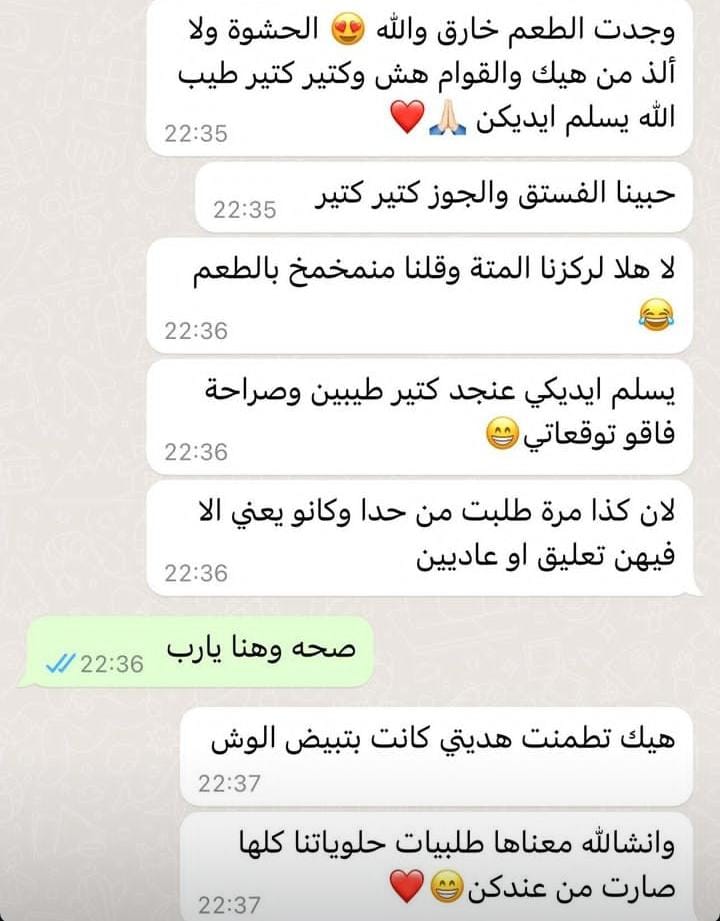 وجدت الطعم خارق والله 😍 الحشوة ولا
ألذ من هيك والقوام هش وكتير كتير طيب
الله يسلم ايديكن 🙏🏻❤️
22:35
حبينا الفستق والجوز كتير كتير
22:35
لا هلا لركزنا المتة وقلنا منمخمخ بالطعم
😂
22:36
يسلم ايديكي عنجد كتير طيبين وصراحة
فاقو توقعاتي😁
22:36
لان كذا مرة طلبت من حدا وكانو يعني الا
فيهن تعليق او عاديين
22:36
صحه وهنا يارب
22:36
هيك تطمنت هديتي كانت بتبيض الوش
22:37
وانشالله معناها طلبيات حلوياتنا كلها
صارت من عندكن😁❤️
22:37